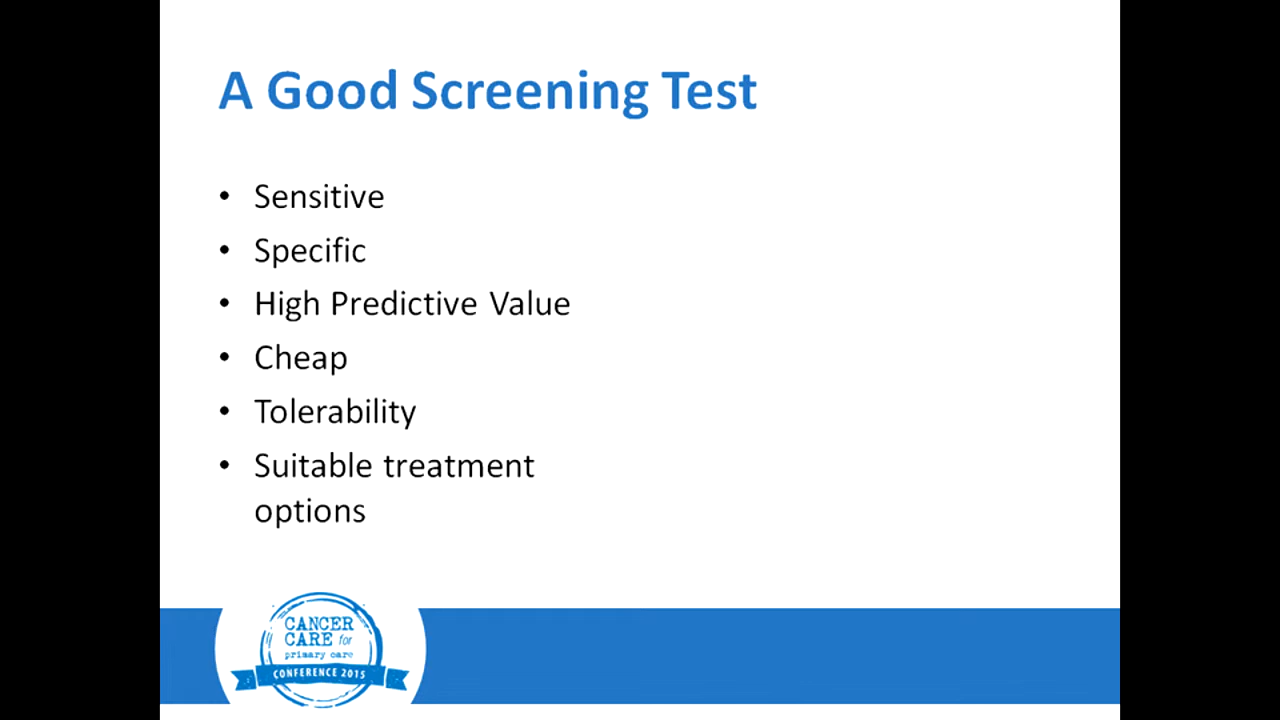 A Good Screening Test
• Sensitive
• Specific
• High Predictive Value
• Cheap
• Tolerability
• Suitable treatment
options
CANCER
CARE for
primary care
CONFERENCE 2015